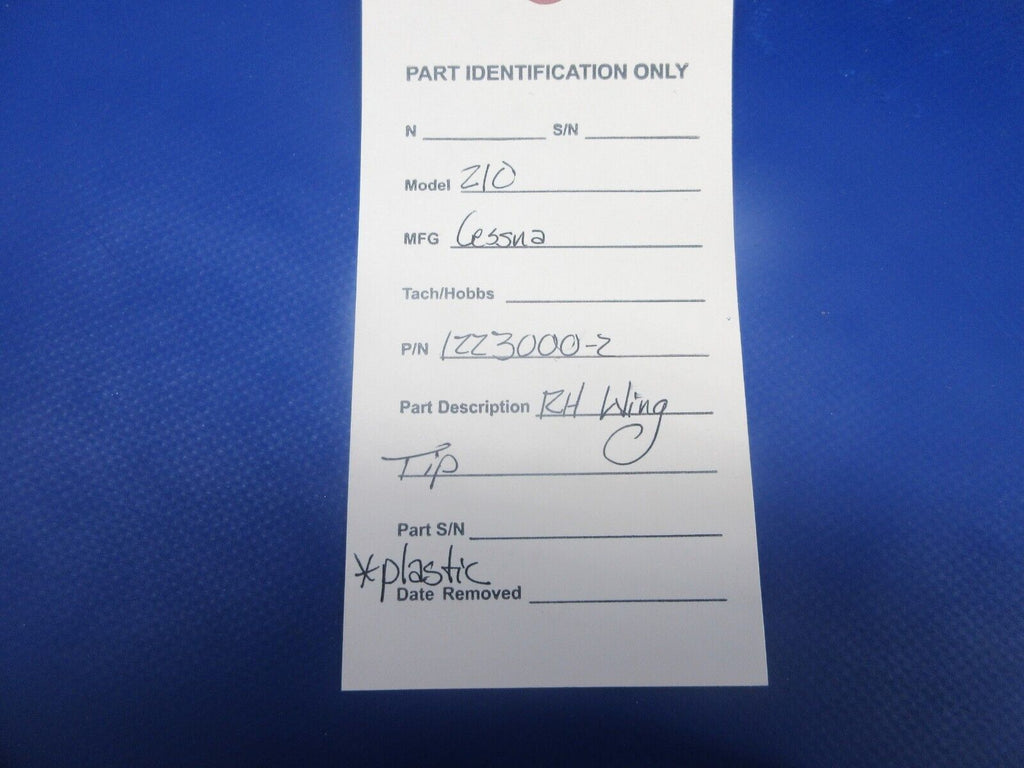 PART IDENTIFICATION ONLY
N S/N
Model 210
MFG Cessna
Tach/Hobbs
P/N 1223000-2
Part Description RH Wing
Tip
Part S/N
*plastic
Date Removed